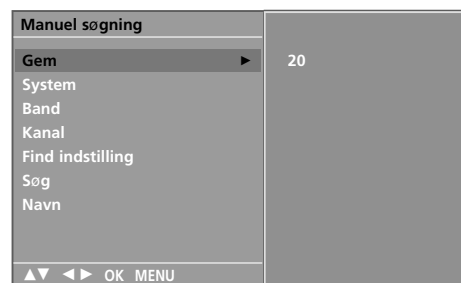 Manuel søgning
Gem ► 20
System
Band
Kanal
Find indstilling
Søg
Navn
▲▼ ◄► OK MENU